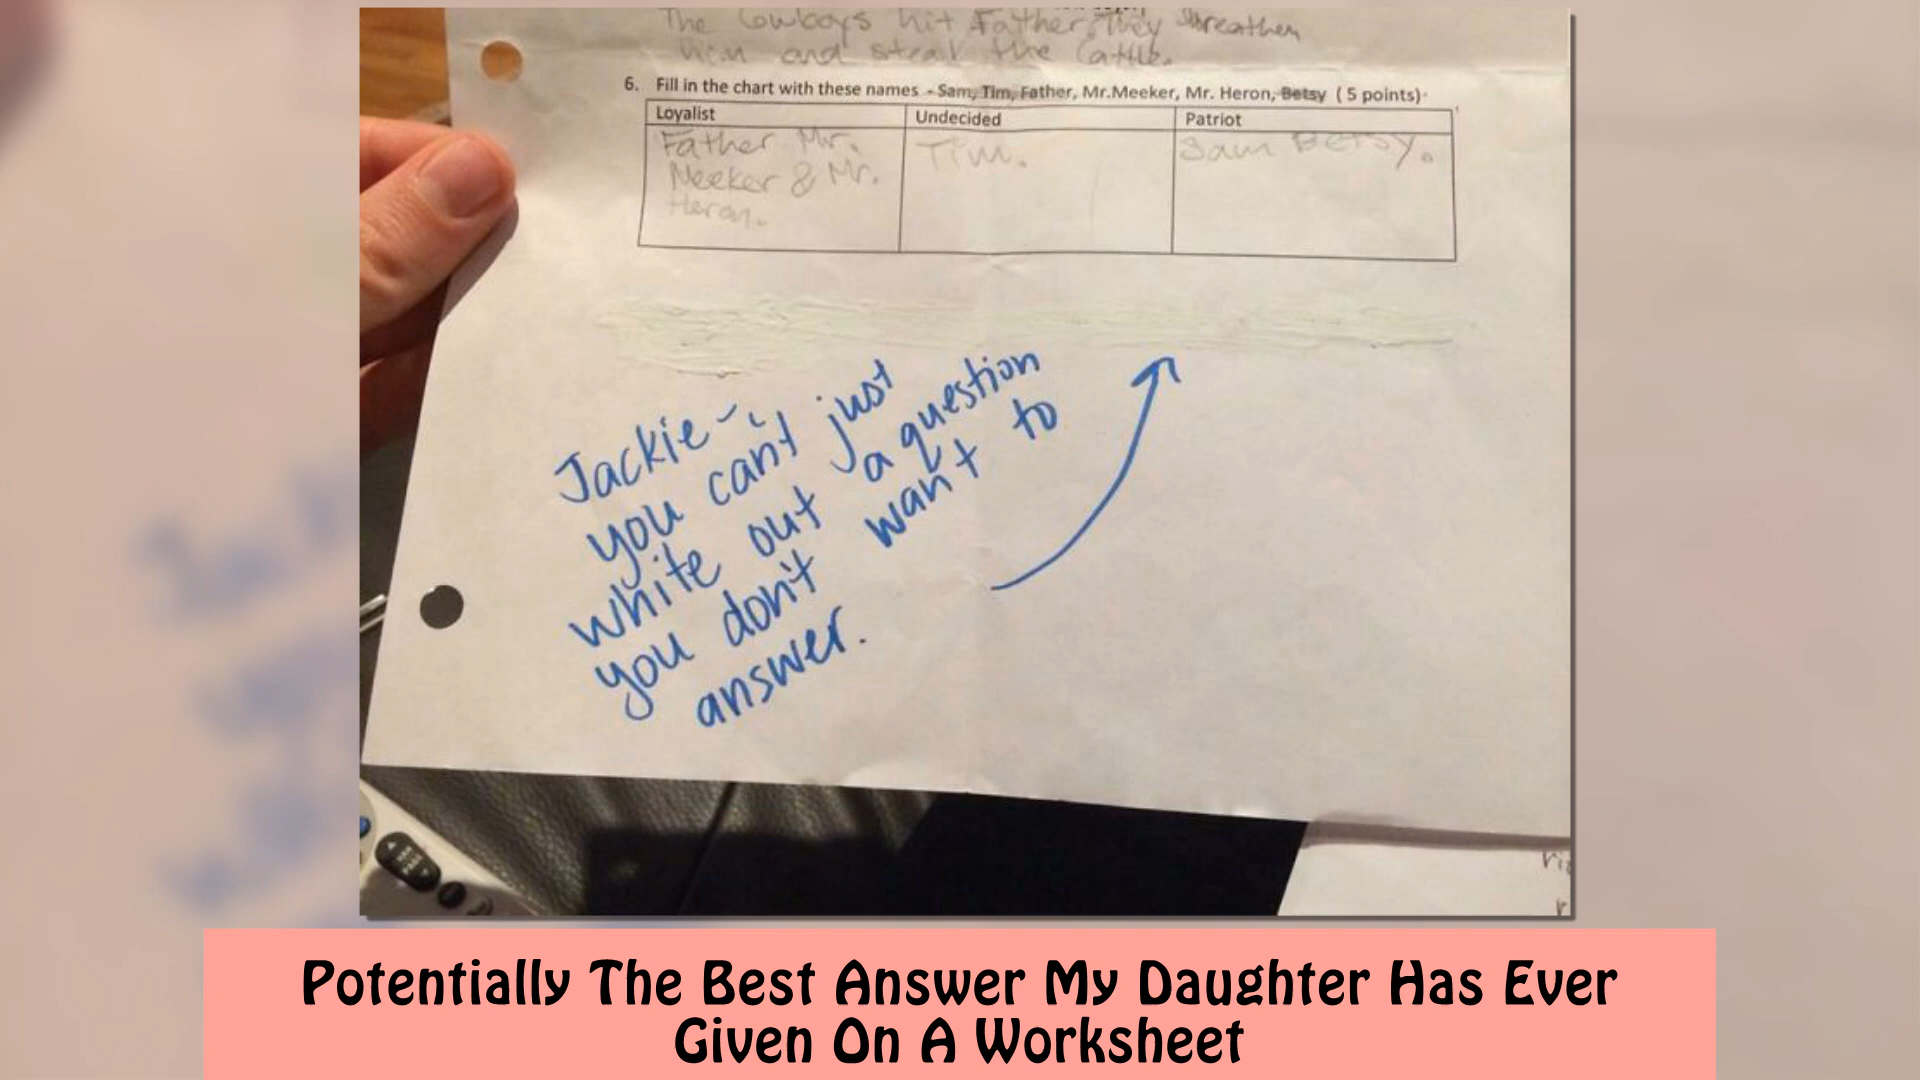 The Cowboys hit Father, They threathen
him and steal the Cattle.
6. Fill in the chart with these names - Sam, Tim, Father, Mr.Meeker, Mr. Heron, Betsy ( 5 points)
Loyalist
Undecided
Patriot
Father Mr.
Meeker & Mr.
Heron.
Tim.
Sam Betsy.
Jackie-
you can't just
white out a question
you don't want to
answer.
Potentially The Best Answer My Daughter Has Ever
Given On A Worksheet